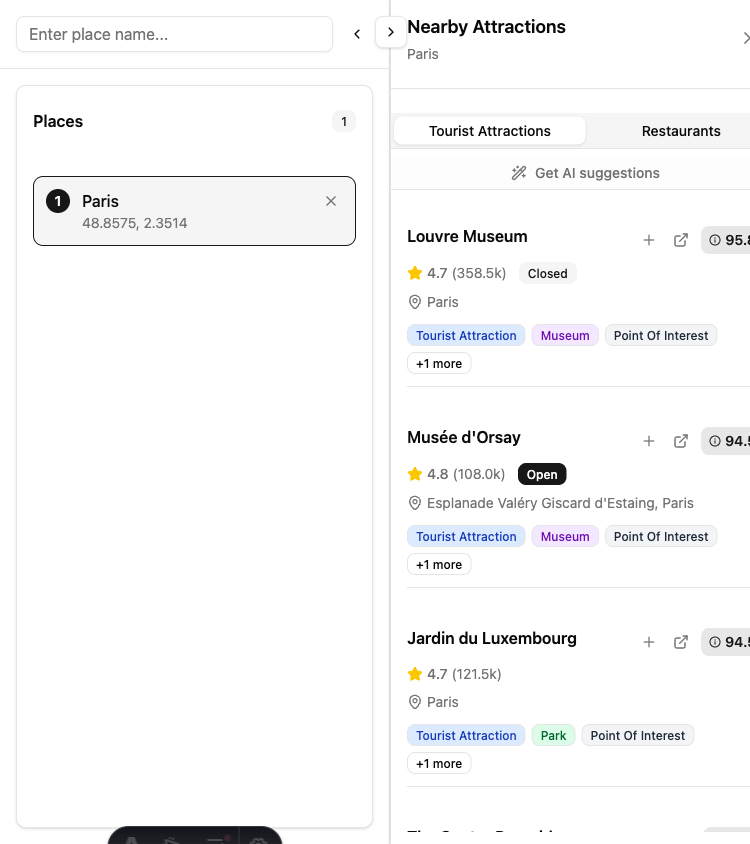 Enter place name...
Places
1
1
Paris
48.8575, 2.3514
Nearby Attractions
Paris
Tourist Attractions
Restaurants
Get AI suggestions
Louvre Museum
4.7 (358.5k)
Closed
Paris
Tourist Attraction
Museum
Point Of Interest
+1 more
Musée d'Orsay
94.5
4.8 (108.0k)
Open
Esplanade Valéry Giscard d'Estaing, Paris
Tourist Attraction
Museum
Point Of Interest
+1 more
Jardin du Luxembourg
94.5
4.7 (121.5k)
Paris
Tourist Attraction
Park
Point Of Interest
+1 more